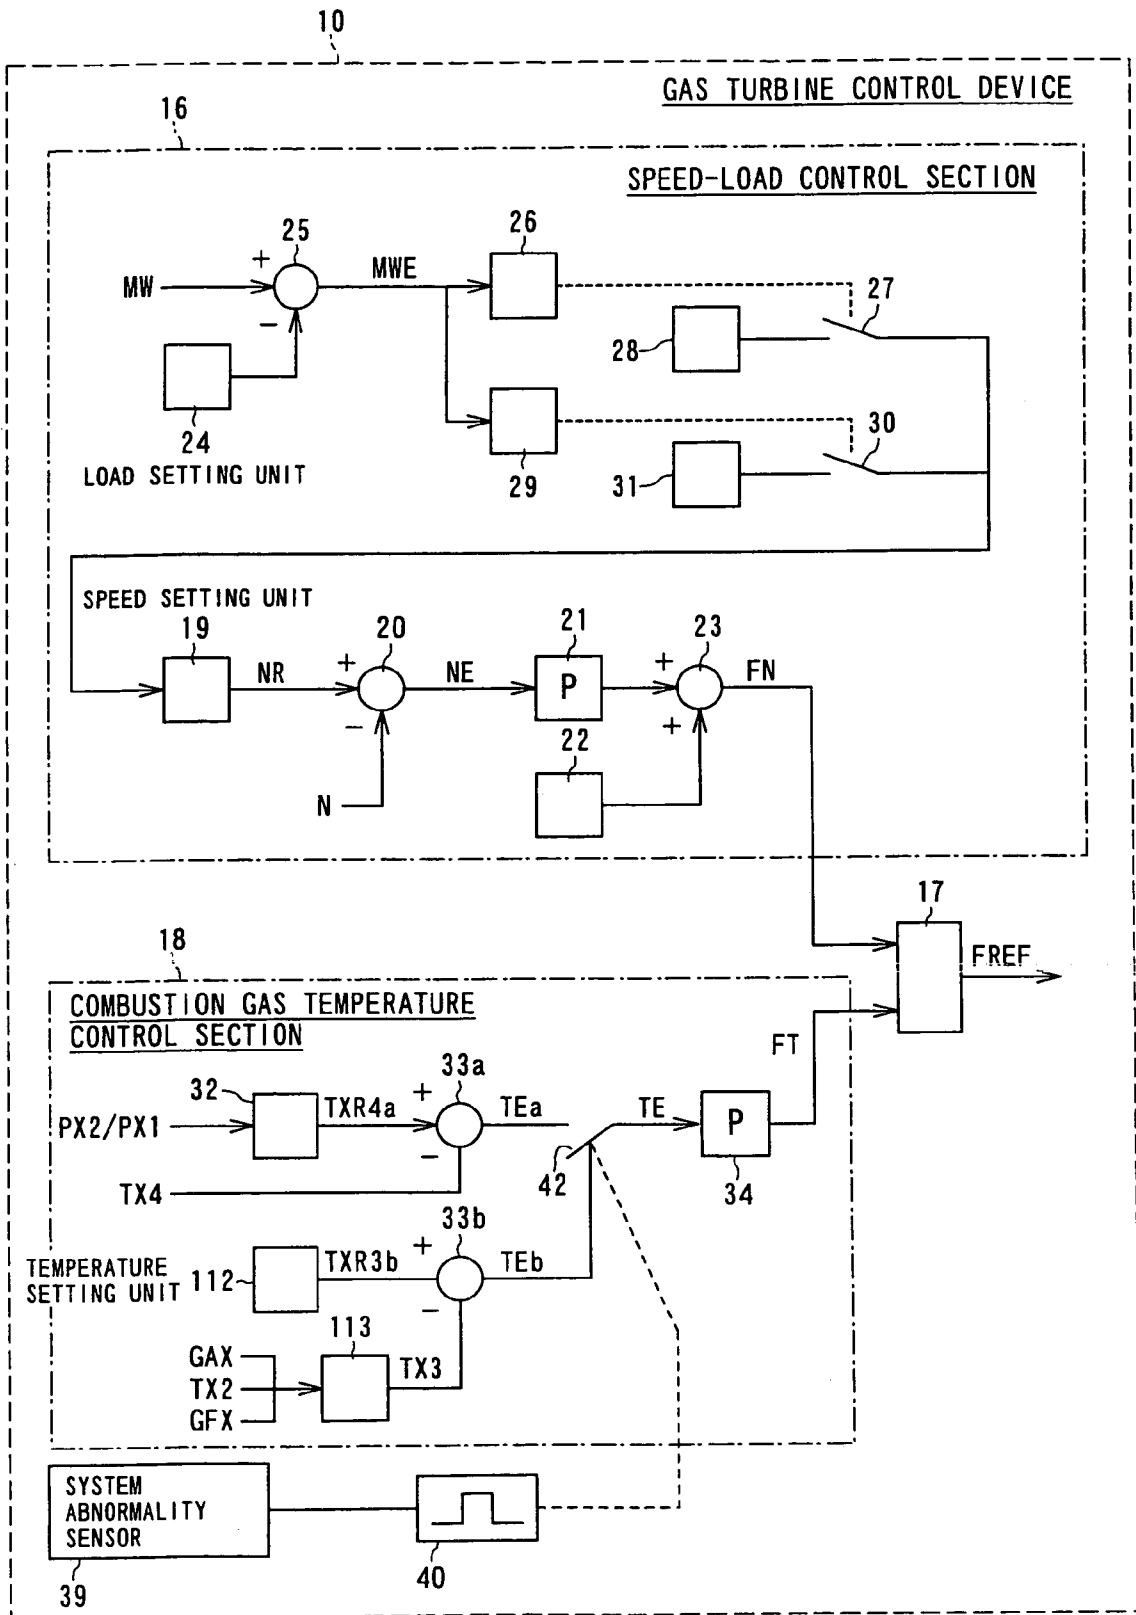 10
GAS TURBINE CONTROL DEVICE
16
SPEED-LOAD CONTROL SECTION
25
26
+
MW
MWE
27
−
28
24
30
LOAD SETTING UNIT
29
31
SPEED SETTING UNIT
19
20
21
23
NR
+
NE
P
+
FN
−
+
22
N
17
18
FREF
COMBUSTION GAS TEMPERATURE
CONTROL SECTION
FT
33a
32
+
TXR4a
TEa
TE
PX2/PX1
P
−
42
34
TX4
33b
+
TXR3b
TEb
TEMPERATURE
SETTING UNIT
112
−
113
GAX
TX3
TX2
GFX
SYSTEM
ABNORMALITY
SENSOR
39
40